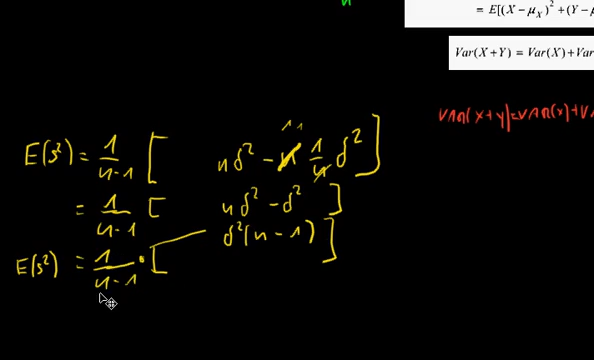 = E[(X − μ_X)² + (Y −
Var(X+Y) = Var(X)+Var
VAR(x+y)=VAR(x)+VA
E(s²) = 1/n-1 [ nσ² - n 1/n σ² ]
= 1/n-1 [ nσ² - σ² ]
σ²(n-1) ]
E(s²) = 1/n-1 · [